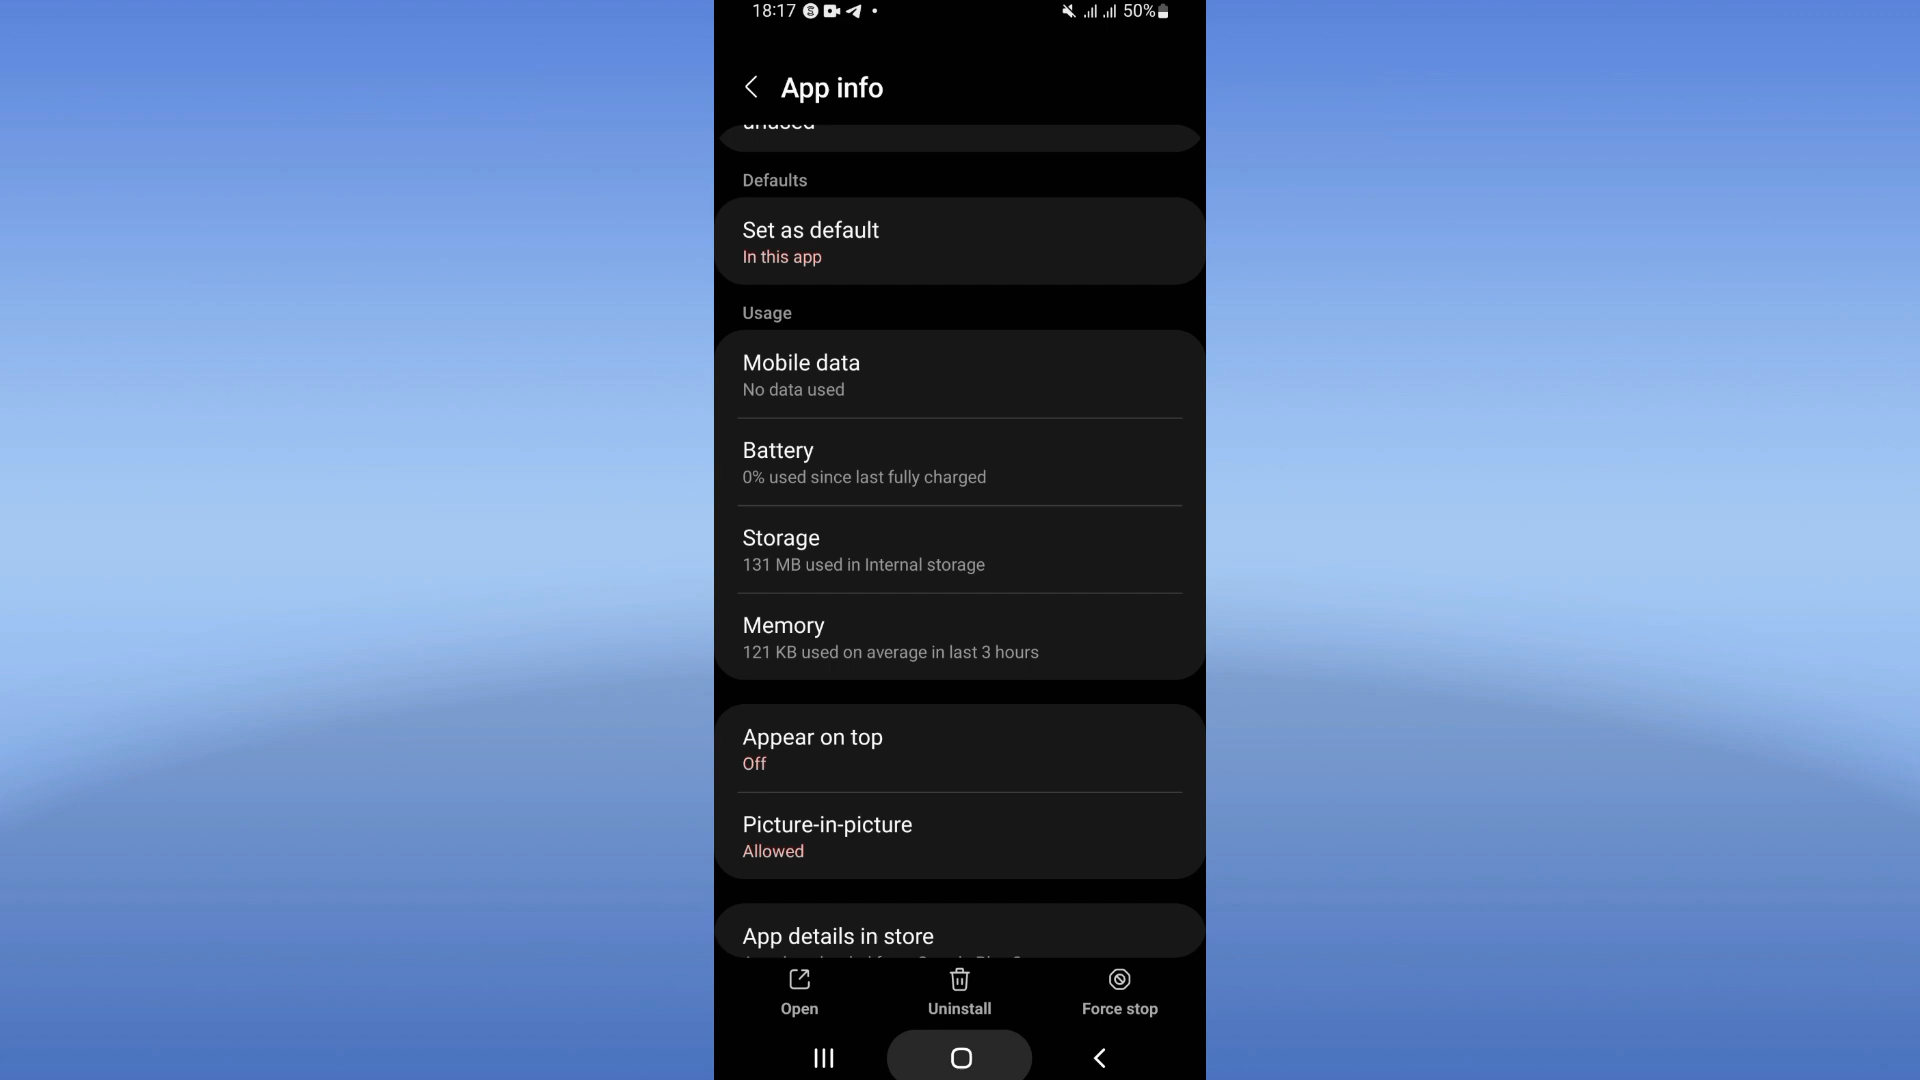 18:17
50%
App info
unused
Defaults
Set as default
In this app
Usage
Mobile data
No data used
Battery
0% used since last fully charged
Storage
131 MB used in Internal storage
Memory
121 KB used on average in last 3 hours
Appear on top
Off
Picture-in-picture
Allowed
App details in store
Open
Uninstall
Force stop